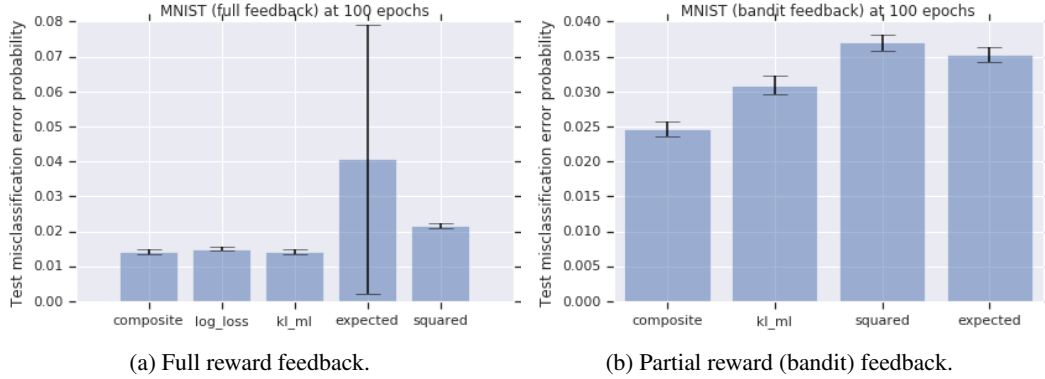 MNIST (full feedback) at 100 epochs
Test misclassification error probability
0.08
0.07
0.06
0.05
0.04
0.03
0.02
0.01
0.00
composite log_loss kl_ml expected squared
(a) Full reward feedback.
MNIST (bandit feedback) at 100 epochs
Test misclassification error probability
0.040
0.035
0.030
0.025
0.020
0.015
0.010
0.005
0.000
composite kl_ml squared expected
(b) Partial reward (bandit) feedback.